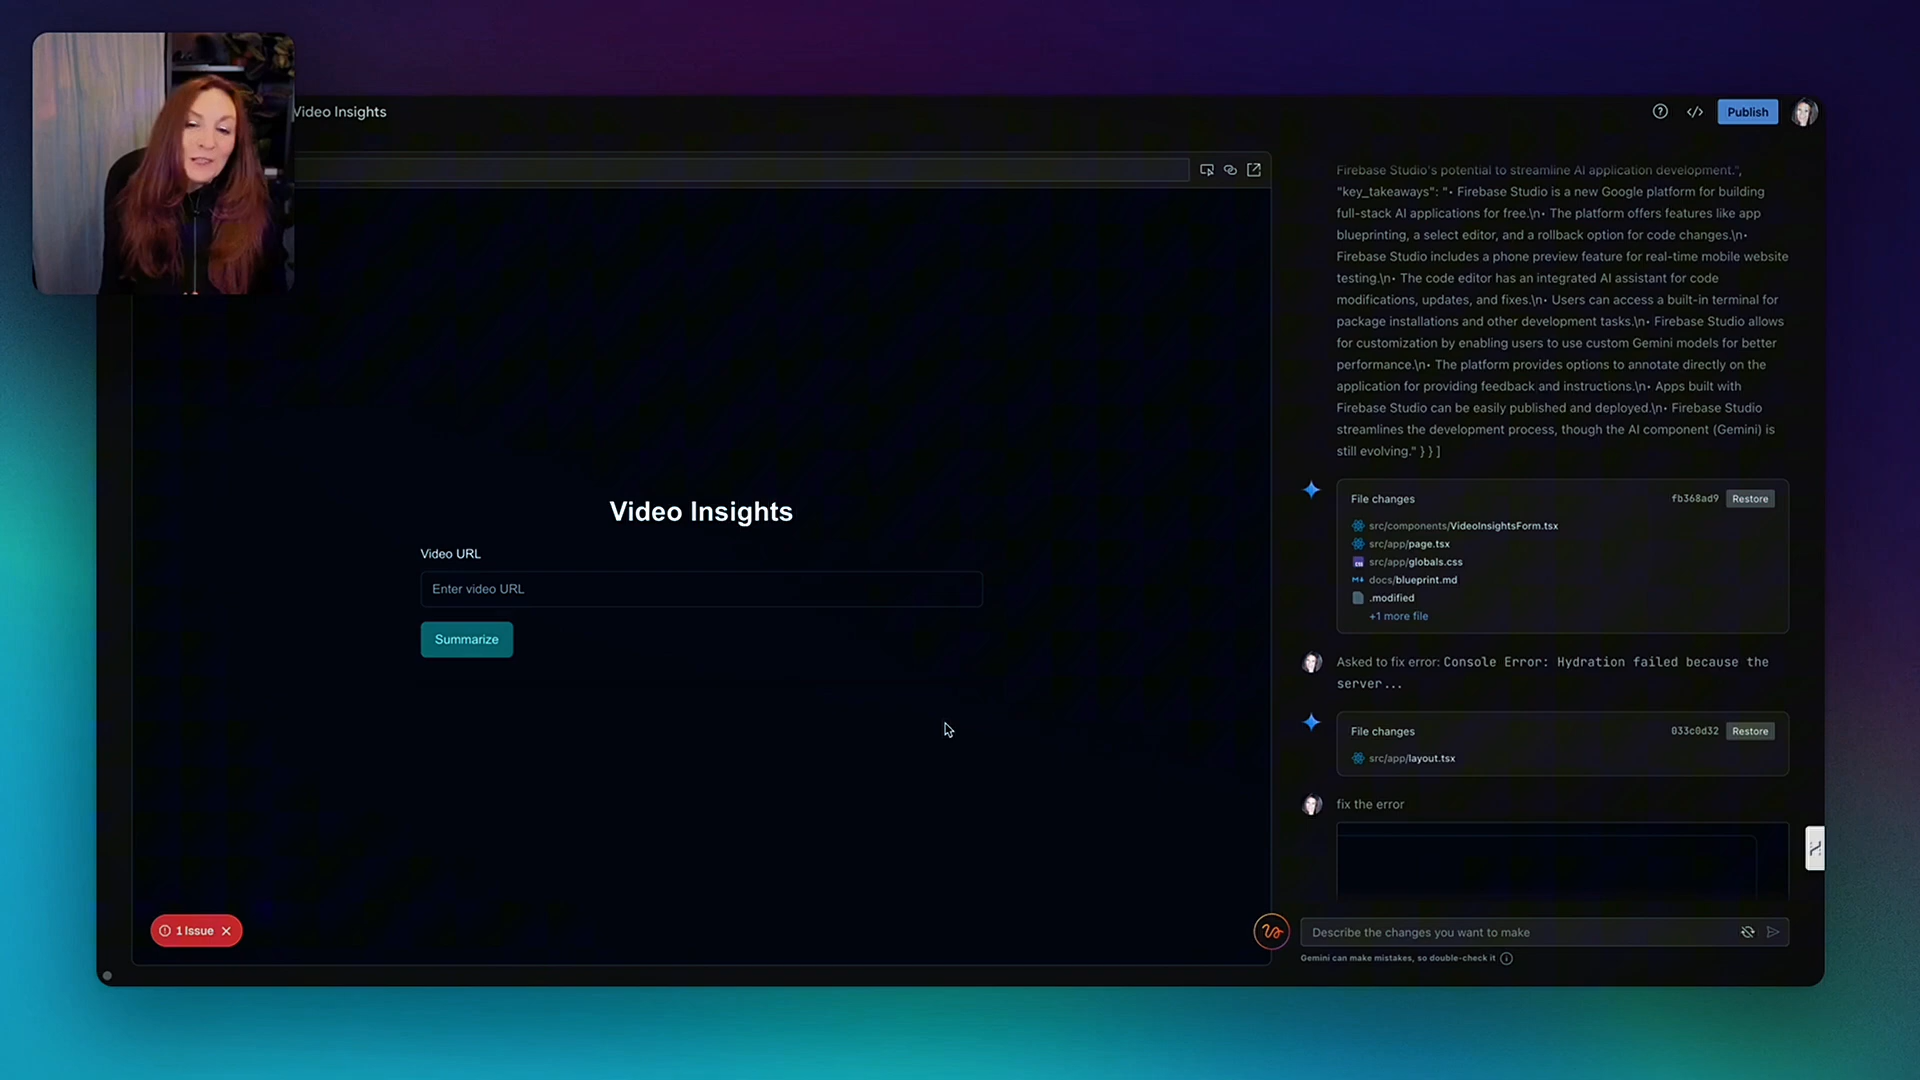 Video Insights
Publish
Firebase Studio's potential to streamline AI application development.",
"key_takeaways": "• Firebase Studio is a new Google platform for building
full-stack AI applications for free.\n• The platform offers features like app
blueprinting, a select editor, and a rollback option for code changes.\n•
Firebase Studio includes a phone preview feature for real-time mobile website
testing.\n• The code editor has an integrated AI assistant for code
modifications, updates, and fixes.\n• Users can access a built-in terminal for
package installations and other development tasks.\n• Firebase Studio allows
for customization by enabling users to use custom Gemini models for better
performance.\n• The platform provides options to annotate directly on the
application for providing feedback and instructions.\n• Apps built with
Firebase Studio can be easily published and deployed.\n• Firebase Studio
streamlines the development process, though the AI component (Gemini) is
still evolving." } } ]
File changes
fb368ad9
Restore
src/components/VideoInsightsForm.tsx
src/app/page.tsx
src/app/globals.css
docs/blueprint.md
.modified
+1 more file
Asked to fix error: Console Error: Hydration failed because the
server...
File changes
033c0d32
Restore
src/app/layout.tsx
fix the error
Video Insights
Video URL
Enter video URL
Summarize
1 Issue
Describe the changes you want to make
Gemini can make mistakes, so double-check it